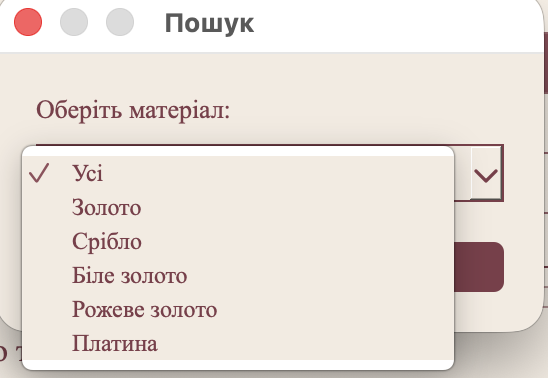 Пошук
Оберіть матеріал:
Усі
Золото
Срібло
Біле золото
Рожеве золото
Платина